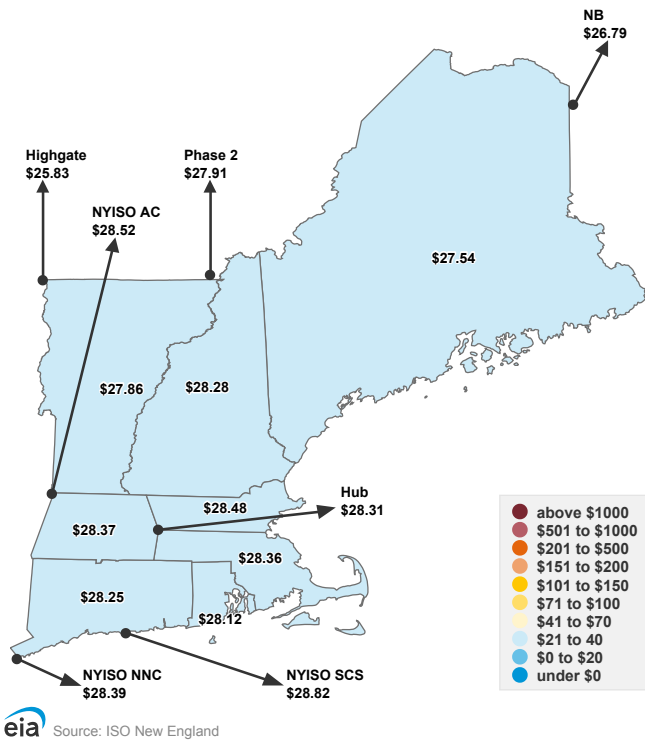 NB
$26.79
Highgate
$25.83
Phase 2
$27.91
NYISO AC
$28.52
$27.54
$27.86
$28.28
Hub
$28.31
$28.48
$28.37
$28.36
$28.25
$28.12
NYISO NNC
$28.39
NYISO SCS
$28.82
above $1000
$501 to $1000
$201 to $500
$151 to $200
$101 to $150
$71 to $100
$41 to $70
$21 to 40
$0 to $20
under $0
eia
Source: ISO New England